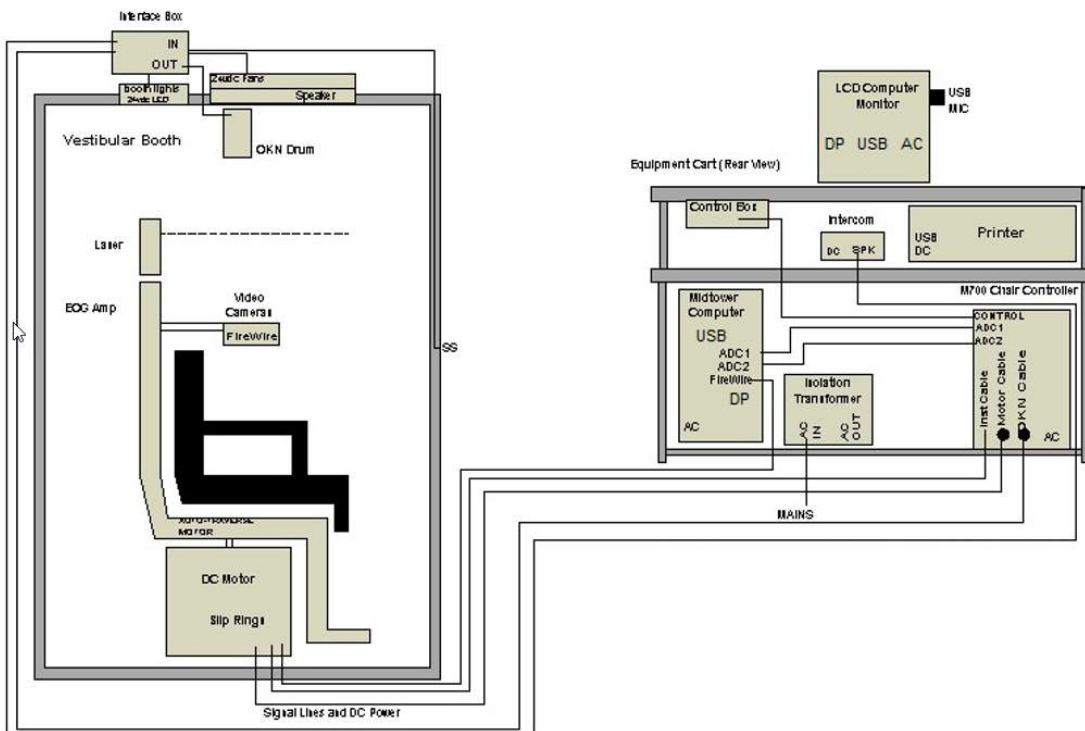 Interface Box
IN
OUT
booth lights
24vdc LED
24vdc Fans
Speaker
Vestibular Booth
OKN Drum
Laser
EOG Amp
Video
Cameras
FireWire
SS
AUTO-TRAVERSE
MOTOR
DC Motor
Slip Rings
Signal Lines and DC Power
LCD Computer
Monitor
DP USB AC
USB
MIC
Equipment Cart (Rear View)
Control Box
Intercom
DC SPK
Printer
USB
DC
M700 Chair Controller
Midtower
Computer
USB
ADC1
ADC2
FireWire
DP
AC
Isolation
Transformer
AC
IN
AC
OUT
MAINS
CONTROL
ADC1
ADC2
Inst Cable
Motor Cable
OKN Cable
AC